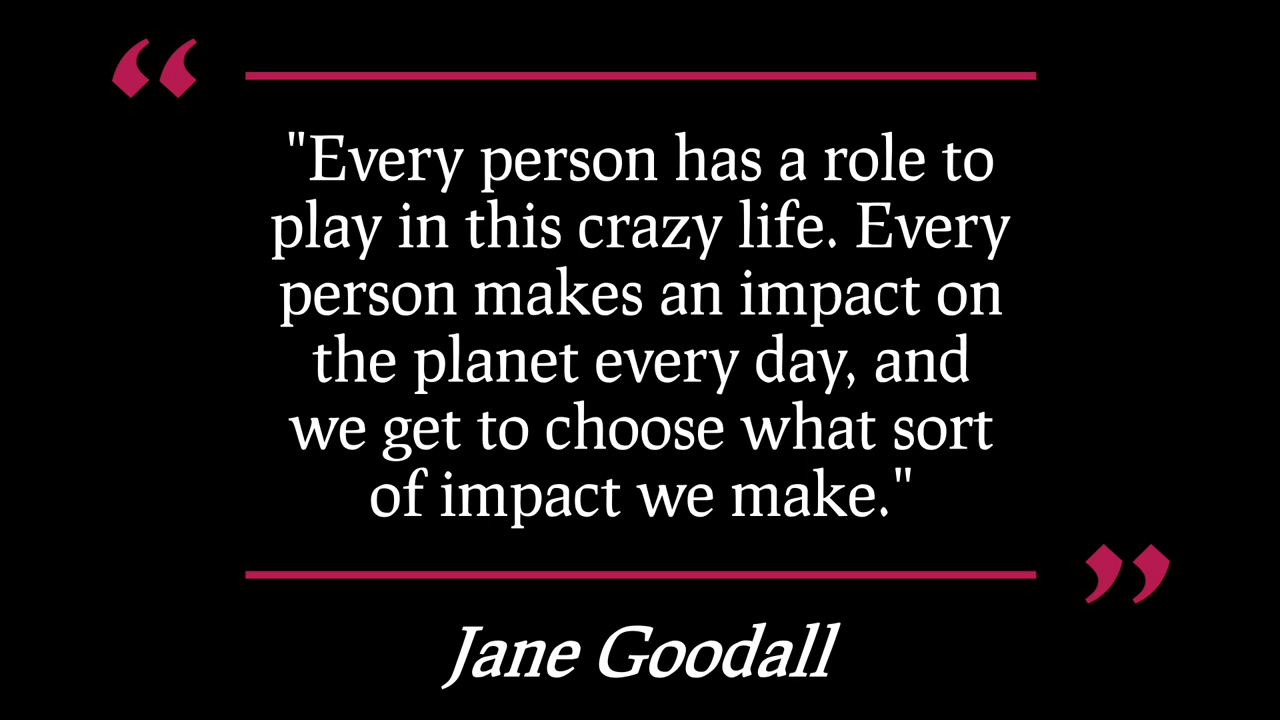 "Every person has a role to
play in this crazy life. Every
person makes an impact on
the planet every day, and
we get to choose what sort
of impact we make."
Jane Goodall